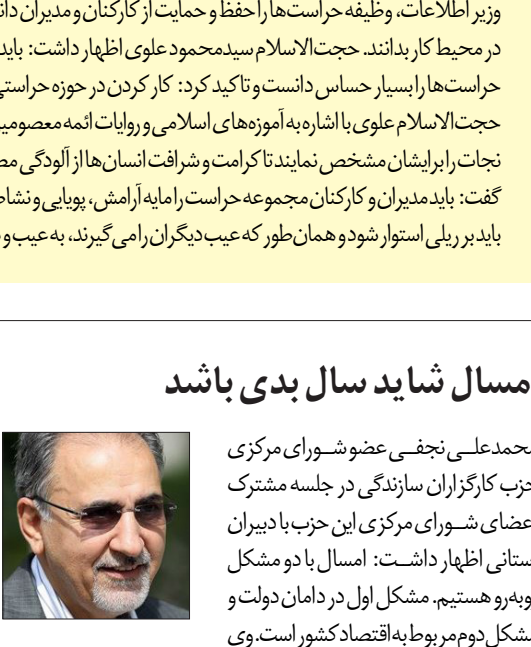 وزیر اطلاعات، وظیفه حراست‌ها را حفظ و حمایت از کارکنان و مدیران
در محیط کار بدانند. حجت‌الاسلام سیدمحمود علوی اظهار داشت: باید
حراست‌ها را بسیار حساس دانست و تاکید کرد: کار کردن در حوزه
حجت‌الاسلام علوی با اشاره به آموزه‌های اسلامی و روایات ائمه
نجات را برایشان مشخص نمایند تا کرامت و شرافت انسان‌ها از آلودگی
گفت: باید مدیران و کارکنان مجموعه حراست را مایه آرامش، پویایی و
باید بر ریلی استوار شود و همان‌طور که عیب دیگران را می‌گیرند، به عیب و
مسال شاید سال بدی باشد
محمدعلی نجفی عضو شورای مرکزی
حزب کارگزاران سازندگی در جلسه مشترک
عضای شورای مرکزی این حزب با دبیران
ستانی اظهار داشت: امسال با دو مشکل
وبه‌رو هستیم. مشکل اول در دامان دولت و
مشکل دوم مربوط به اقتصاد کشور است. وی